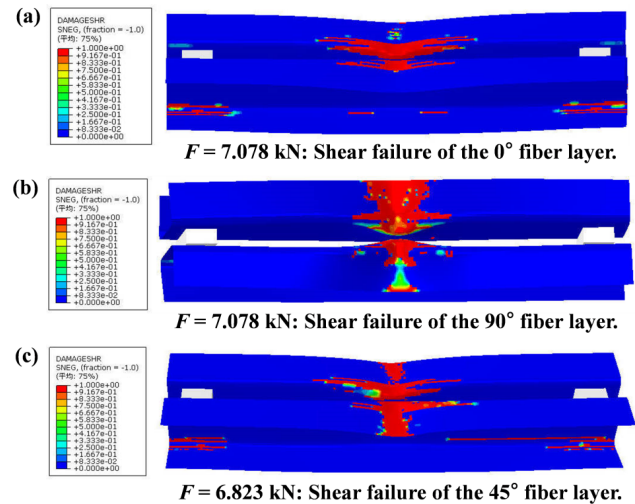 (a)
DAMAGESHR
SNEG, (fraction = -1.0)
(平均: 75%)
+1.000e+00
+9.167e-01
+8.333e-01
+7.500e-01
+6.667e-01
+5.833e-01
+5.000e-01
+4.167e-01
+3.333e-01
+2.500e-01
+1.667e-01
+8.333e-02
+0.000e+00
F = 7.078 kN: Shear failure of the 0° fiber layer.
(b)
DAMAGESHR
SNEG, (fraction = -1.0)
(平均: 75%)
+1.000e+00
+9.167e-01
+8.333e-01
+7.500e-01
+6.667e-01
+5.833e-01
+5.000e-01
+4.167e-01
+3.333e-01
+2.500e-01
+1.667e-01
+8.333e-02
+0.000e+00
F = 7.078 kN: Shear failure of the 90° fiber layer.
(c)
DAMAGESHR
SNEG, (fraction = -1.0)
(平均: 75%)
+1.000e+00
+9.167e-01
+8.333e-01
+7.500e-01
+6.667e-01
+5.833e-01
+5.000e-01
+4.167e-01
+3.333e-01
+2.500e-01
+1.667e-01
+8.333e-02
+0.000e+00
F = 6.823 kN: Shear failure of the 45° fiber layer.